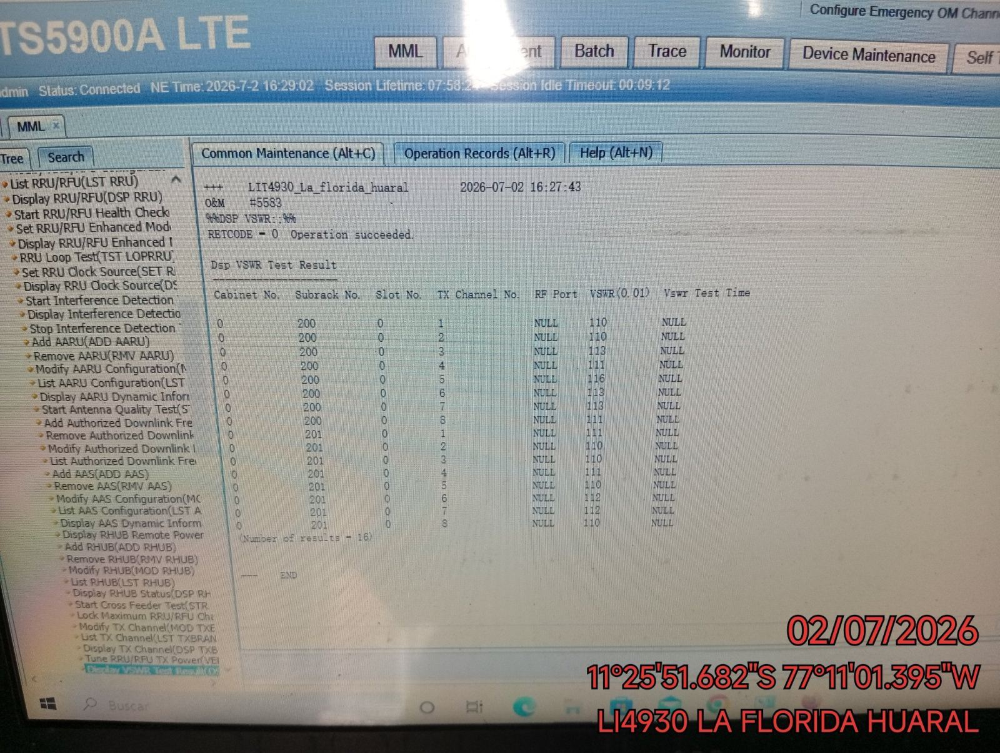 Configure Emergency OM Chann
TS5900A LTE
MML Batch Trace Monitor Device Maintenance Self
dmin Status: Connected NE Time: 2026-7-2 16:29:02 Session Lifetime: 07:58:2 Session Idle Timeout: 00:09:12
MML
Tree Search
Common Maintenance (Alt+C) Operation Records (Alt+R) Help (Alt+N)
List RRU/RFU(LST RRU)
Display RRU/RFU(DSP RRU)
Start RRU/RFU Health Check
Set RRU/RFU Enhanced Mod
Display RRU/RFU Enhanced
RRU Loop Test(TST LOPRRU)
Set RRU Clock Source(SET R
Display RRU Clock Source(DS
Start Interference Detection
Display Interference Detectio
Stop Interference Detection
Add AARU(ADD AARU)
Remove AARU(RMV AARU)
Modify AARU Configuration(M
List AARU Configuration(LST
Display AARU Dynamic Inform
Start Antenna Quality Test(S
Add Authorized Downlink Fre
Remove Authorized Downlink
Modify Authorized Downlink
List Authorized Downlink Fre
Add AAS(ADD AAS)
Remove AAS(RMV AAS)
Modify AAS Configuration(MO
List AAS Configuration(LST A
Display AAS Dynamic Inform
Display RHUB Remote Power
Add RHUB(ADD RHUB)
Remove RHUB(RMV RHUB)
Modify RHUB(MOD RHUB)
List RHUB(LST RHUB)
Display RHUB Status(DSP RH
Start Cross Feeder Test(STR
Lock Maximum RRU/RFU Cha
Modify TX Channel(MOD TXB
List TX Channel(LST TXBRAN
Display TX Channel(DSP TXB
Tune RRU/RFU TX Power(VEI
Display VSWR Test Result(DS
+++ LIT4930_La_florida_huaral 2026-07-02 16:27:43
O&M #5583
%%DSP VSWR:;%%
RETCODE = 0 Operation succeeded.
Dsp VSWR Test Result
--------------------
Cabinet No. Subrack No. Slot No. TX Channel No. RF Port VSWR(0.01) Vswr Test Time
0 200 0 1 NULL 110 NULL
0 200 0 2 NULL 110 NULL
0 200 0 3 NULL 113 NULL
0 200 0 4 NULL 111 NULL
0 200 0 5 NULL 116 NULL
0 200 0 6 NULL 113 NULL
0 200 0 7 NULL 113 NULL
0 200 0 8 NULL 111 NULL
0 201 0 1 NULL 111 NULL
0 201 0 2 NULL 110 NULL
0 201 0 3 NULL 110 NULL
0 201 0 4 NULL 111 NULL
0 201 0 5 NULL 110 NULL
0 201 0 6 NULL 112 NULL
0 201 0 7 NULL 112 NULL
0 201 0 8 NULL 110 NULL
(Number of results = 16)
--- END
Buscar
02/07/2026
11°25'51.682"S 77°11'01.395"W
LI4930 LA FLORIDA HUARAL